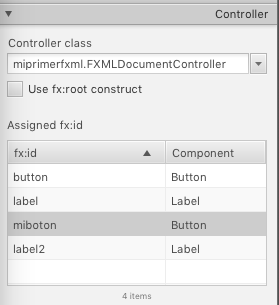 Controller
Controller class
miprimerfxml.FXMLDocumentController
Use fx:root construct
Assigned fx:id
fx:id Component
button Button
label Label
miboton Button
label2 Label
4 items